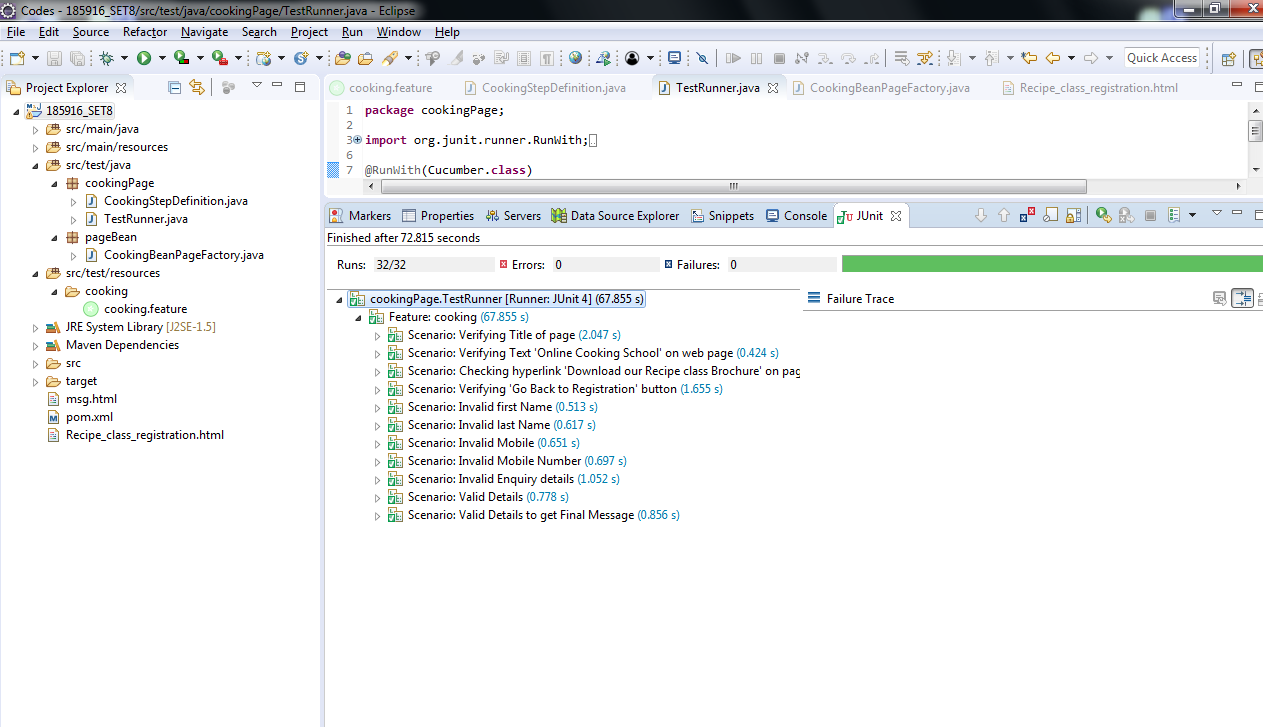 Codes - 185916_SET8/src/test/java/cookingPage/TestRunner.java - Eclipse
File Edit Source Refactor Navigate Search Project Run Window Help
Quick Access
Project Explorer
185916_SET8
src/main/java
src/main/resources
src/test/java
cookingPage
CookingStepDefinition.java
TestRunner.java
pageBean
CookingBeanPageFactory.java
src/test/resources
cooking
cooking.feature
JRE System Library [J2SE-1.5]
Maven Dependencies
src
target
msg.html
pom.xml
Recipe_class_registration.html
cooking.feature CookingStepDefinition.java TestRunner.java CookingBeanPageFactory.java Recipe_class_registration.html
1 package cookingPage;
2
3 import org.junit.runner.RunWith;
6
7 @RunWith(Cucumber.class)
Markers Properties Servers Data Source Explorer Snippets Console JUnit
Finished after 72.815 seconds
Runs: 32/32 Errors: 0 Failures: 0
cookingPage.TestRunner [Runner: JUnit 4] (67.855 s)
Feature: cooking (67.855 s)
Scenario: Verifying Title of page (2.047 s)
Scenario: Verifying Text 'Online Cooking School' on web page (0.424 s)
Scenario: Checking hyperlink 'Download our Recipe class Brochure' on pag
Scenario: Verifying 'Go Back to Registration' button (1.655 s)
Scenario: Invalid first Name (0.513 s)
Scenario: Invalid last Name (0.617 s)
Scenario: Invalid Mobile (0.651 s)
Scenario: Invalid Mobile Number (0.697 s)
Scenario: Invalid Enquiry details (1.052 s)
Scenario: Valid Details (0.778 s)
Scenario: Valid Details to get Final Message (0.856 s)
Failure Trace